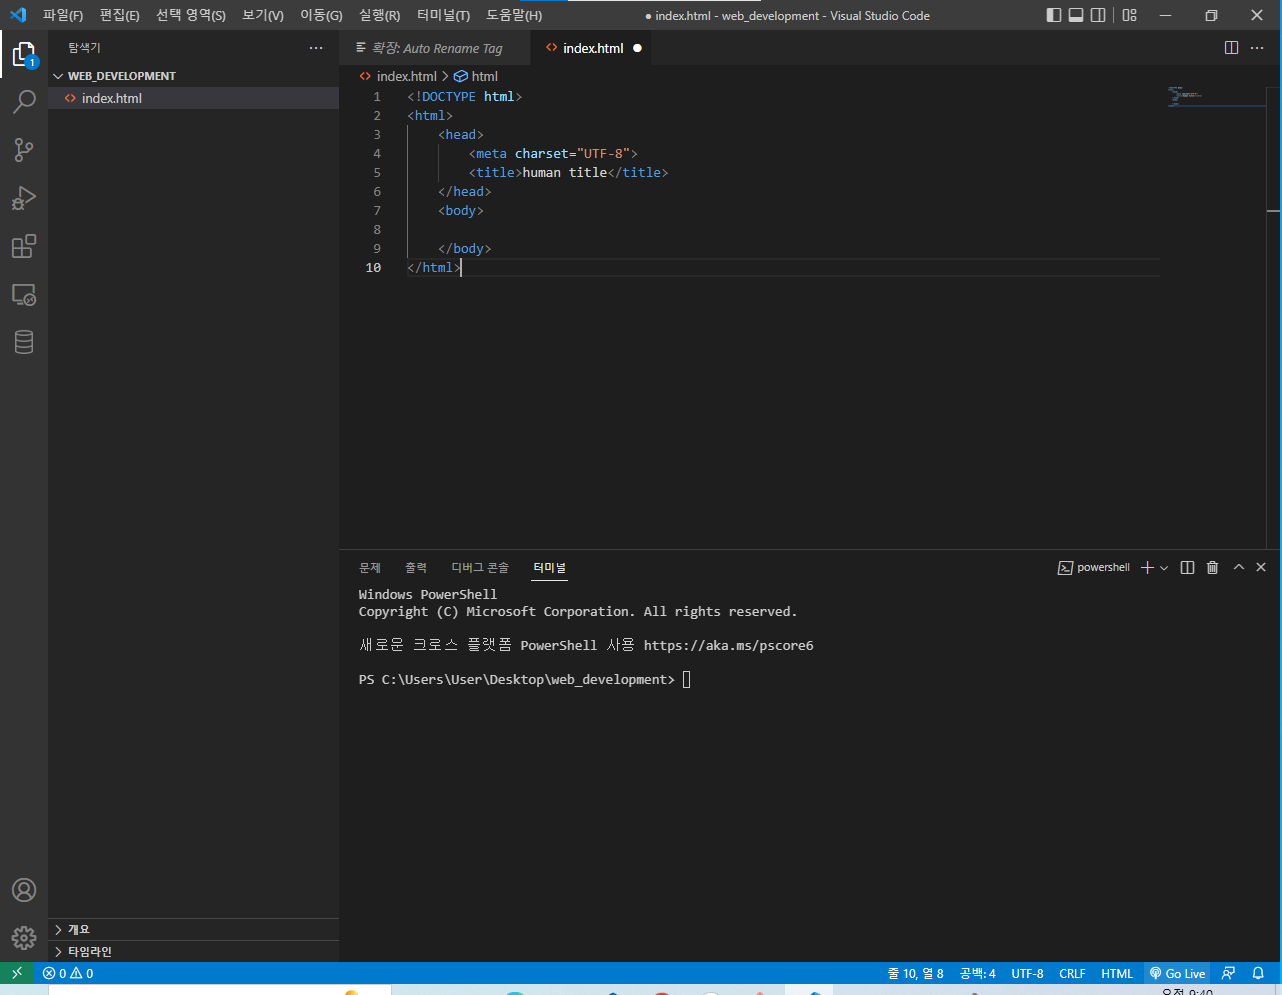 파일(F) 편집(E) 선택 영역(S) 보기(V) 이동(G) 실행(R) 터미널(T) 도움말(H) ● index.html - web_development - Visual Studio Code
탐색기 ···
확장: Auto Rename Tag
index.html ●
1
WEB_DEVELOPMENT
index.html
index.html > html
1 <!DOCTYPE html>
2 <html>
3 <head>
4 <meta charset="UTF-8">
5 <title>human title</title>
6 </head>
7 <body>
8
9 </body>
10 </html>
문제 출력 디버그 콘솔 터미널 powershell
Windows PowerShell
Copyright (C) Microsoft Corporation. All rights reserved.
새로운 크로스 플랫폼 PowerShell 사용 https://aka.ms/pscore6
PS C:\Users\User\Desktop\web_development>
개요
타임라인
0 0 줄 10, 열 8 공백: 4 UTF-8 CRLF HTML Go Live
오전 9:40